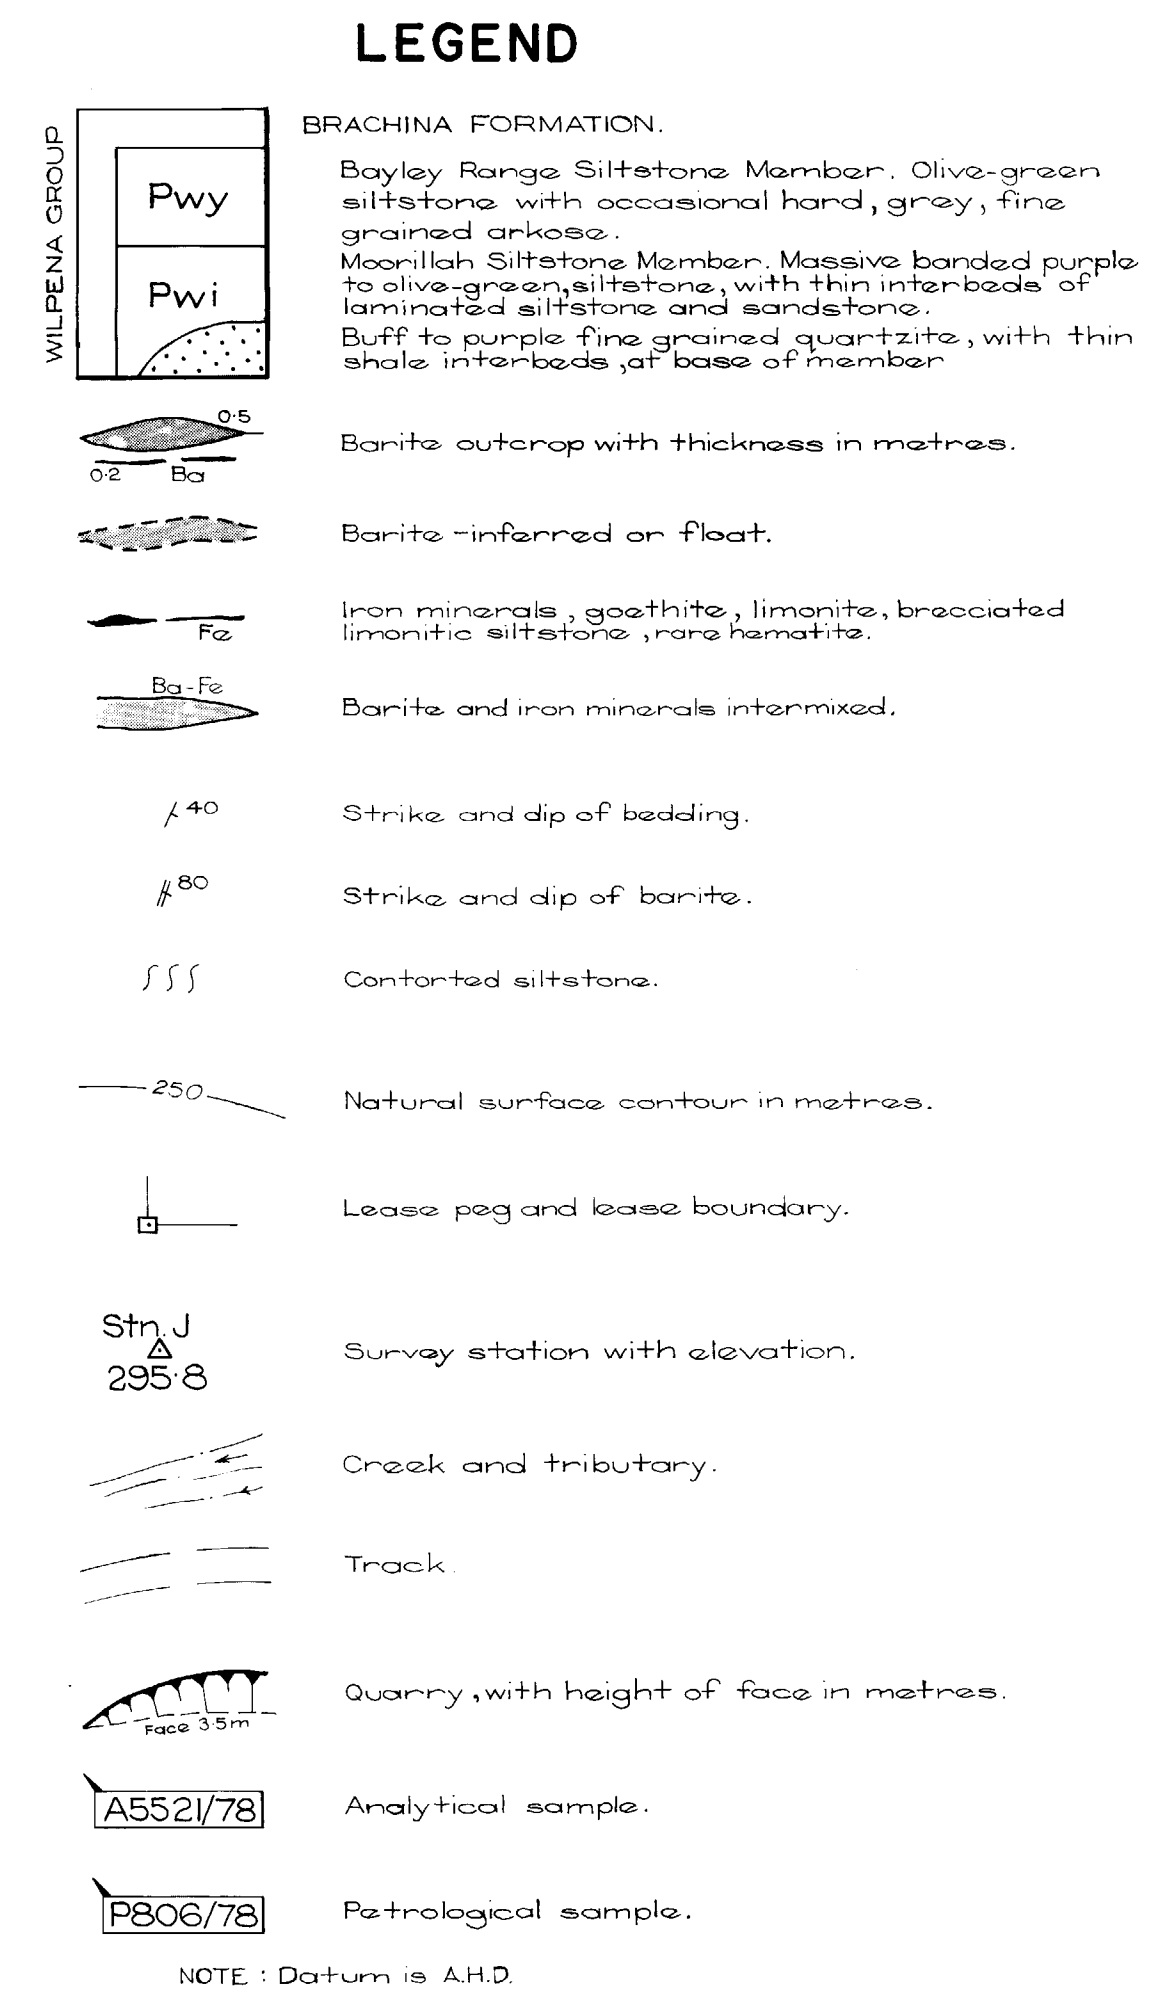 LEGEND
WILPENA GROUP
BRACHINA FORMATION.
Pwy
Bayley Range Siltstone Member. Olive-green
siltstone with occasional hard, grey, fine
grained arkose.
Pwi
Moorillah Siltstone Member. Massive banded purple
to olive-green, siltstone, with thin interbeds of
laminated siltstone and sandstone.
Buff to purple fine grained quartzite, with thin
shale interbeds, at base of member
0·5
0·2 Ba
Barite outcrop with thickness in metres.
Barite - inferred or float.
Fe
Iron minerals, goethite, limonite, brecciated
limonitic siltstone, rare hematite.
Ba-Fe
Barite and iron minerals intermixed.
40
Strike and dip of bedding.
80
Strike and dip of barite.
Contorted siltstone.
250
Natural surface contour in metres.
Lease peg and lease boundary.
Stn. J
295·8
Survey station with elevation.
Creek and tributary.
Track.
Face 3·5m
Quarry, with height of face in metres.
A5521/78
Analytical sample.
P806/78
Petrological sample.
NOTE : Datum is A.H.D.